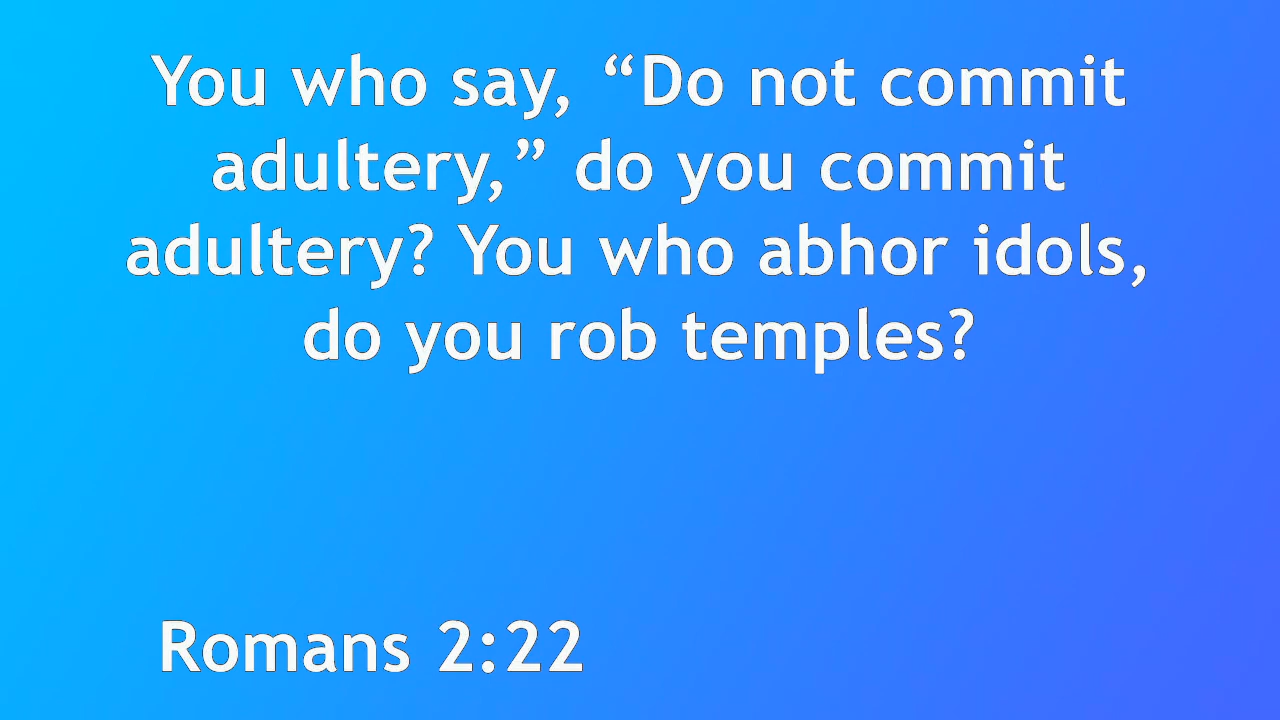 You who say, “Do not commit
adultery,” do you commit
adultery? You who abhor idols,
do you rob temples?
Romans 2:22